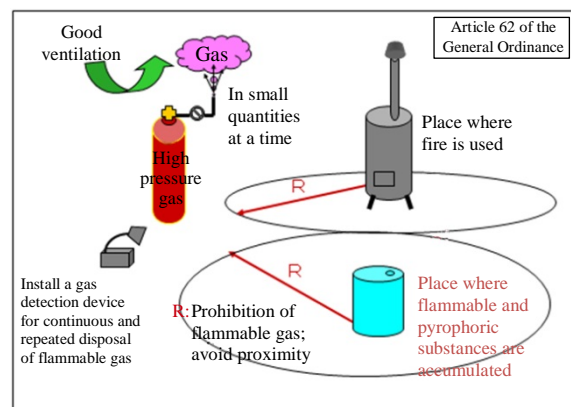 Article 62 of the
General Ordinance
Good
ventilation
Gas
In small
quantities
at a time
High
pressure
gas
Place where
fire is used
R
R
Install a gas
detection device
for continuous and
repeated disposal
of flammable gas
R: Prohibition of
flammable gas;
avoid proximity
Place where
flammable and
pyrophoric
substances are
accumulated